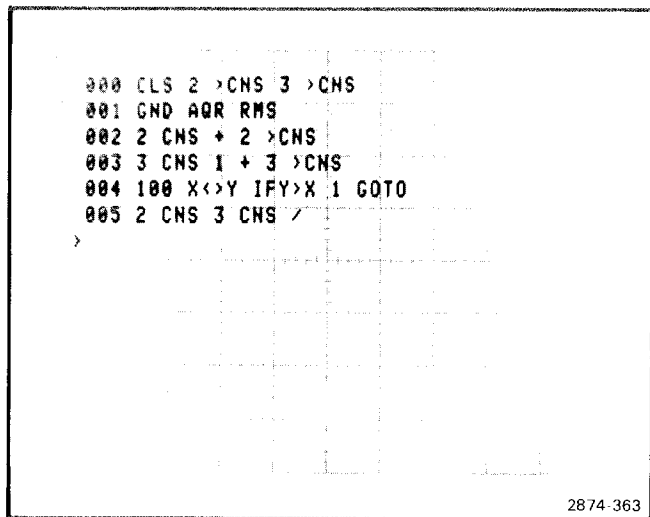 000 CLS 2 >CNS 3 >CNS
001 GND AQR RMS
002 2 CNS + 2 >CNS
003 3 CNS 1 + 3 >CNS
004 100 X<>Y IFY>X 1 GOTO
005 2 CNS 3 CNS /
>
2874-363